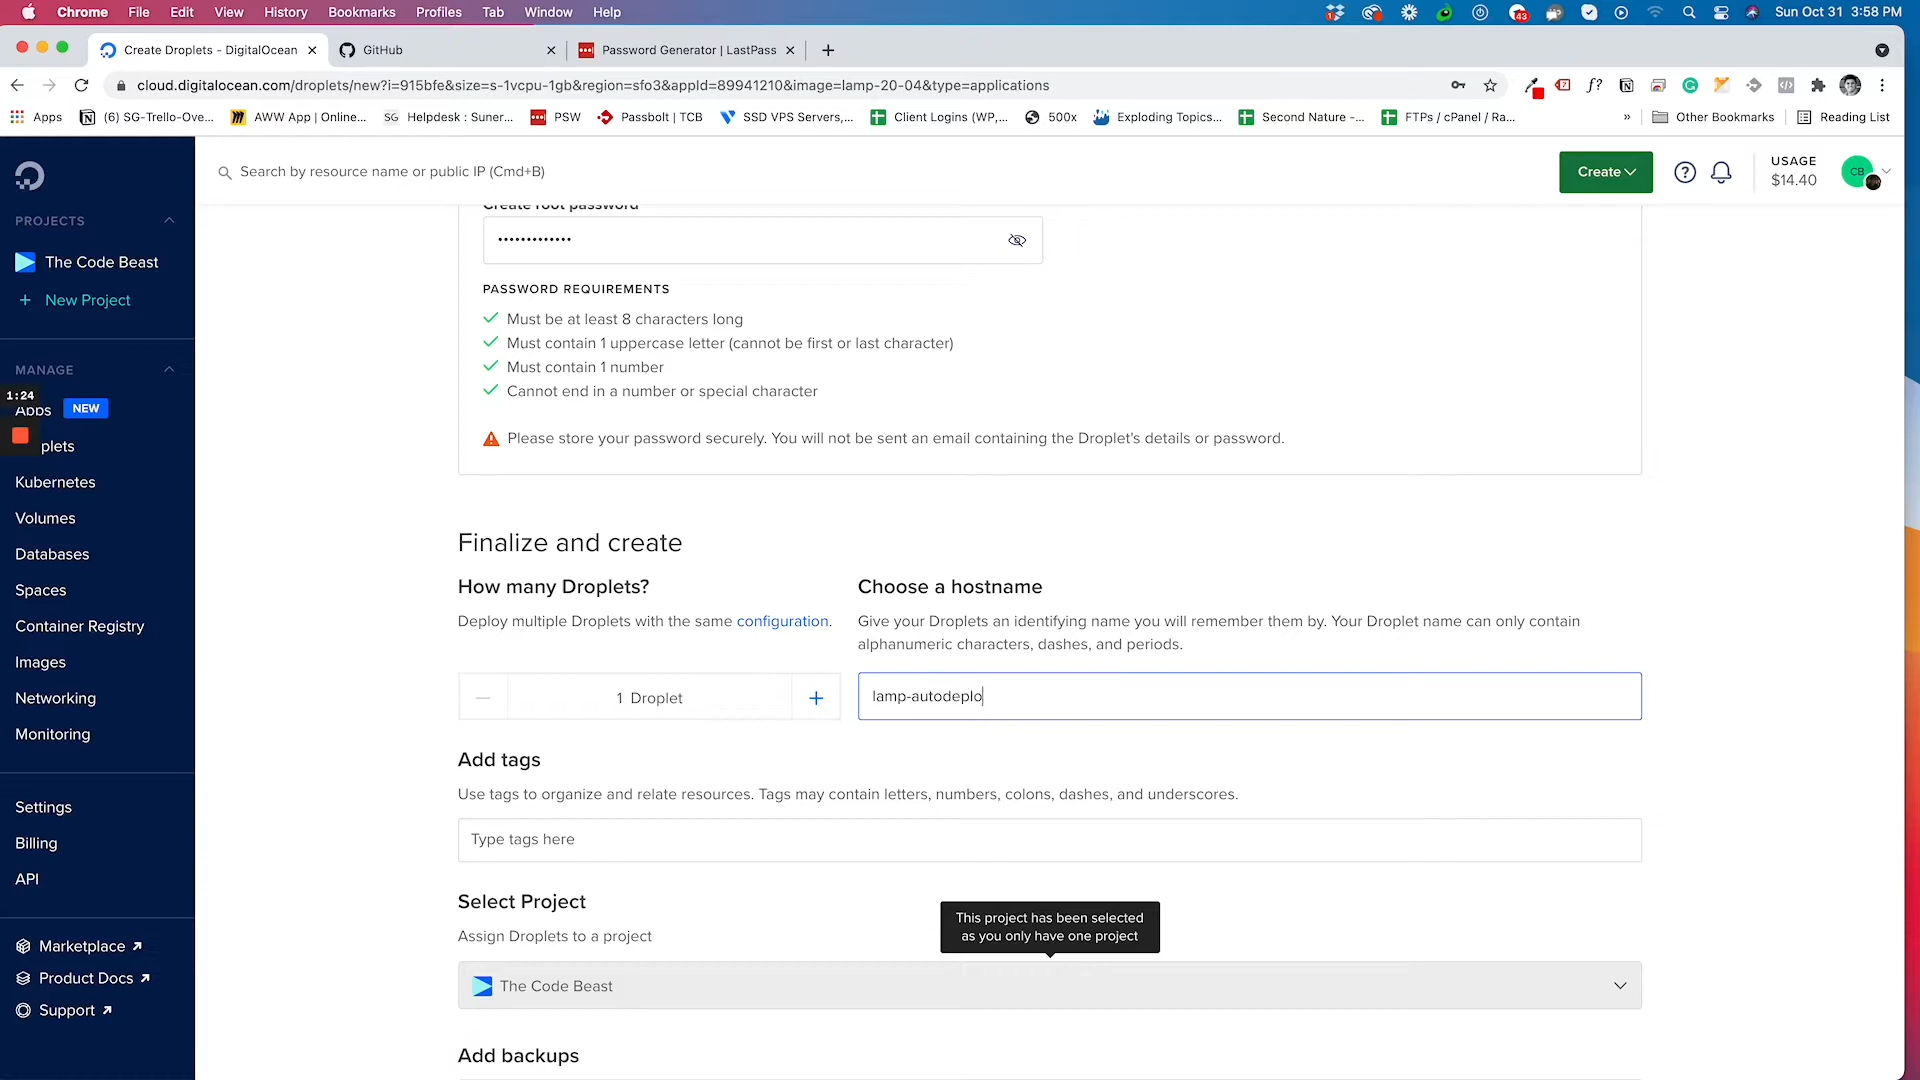 Chrome File Edit View History Bookmarks Profiles Tab Window Help
43
Sun Oct 31 3:58 PM
Create Droplets - DigitalOcean
GitHub
Password Generator | LastPass
cloud.digitalocean.com/droplets/new?i=915bfe&size=s-1vcpu-1gb&region=sfo3&appId=89941210&image=lamp-20-04&type=applications
f?
Apps
(6) SG-Trello-Ove...
AWW App | Online...
SG Helpdesk : Suner...
PSW
Passbolt | TCB
SSD VPS Servers,...
Client Logins (WP,...
500x
Exploding Topics...
Second Nature -...
FTPs / cPanel / Ra...
»
Other Bookmarks
Reading List
Search by resource name or public IP (Cmd+B)
Create
USAGE
$14.40
CB
PROJECTS
The Code Beast
+ New Project
MANAGE
1:24
Apps NEW
plets
Kubernetes
Volumes
Databases
Spaces
Container Registry
Images
Networking
Monitoring
Settings
Billing
API
Marketplace
Product Docs
Support
Create root password
•••••••••••••
PASSWORD REQUIREMENTS
Must be at least 8 characters long
Must contain 1 uppercase letter (cannot be first or last character)
Must contain 1 number
Cannot end in a number or special character
Please store your password securely. You will not be sent an email containing the Droplet's details or password.
Finalize and create
How many Droplets?
Deploy multiple Droplets with the same configuration.
1 Droplet
Choose a hostname
Give your Droplets an identifying name you will remember them by. Your Droplet name can only contain
alphanumeric characters, dashes, and periods.
lamp-autodeplo
Add tags
Use tags to organize and relate resources. Tags may contain letters, numbers, colons, dashes, and underscores.
Type tags here
Select Project
Assign Droplets to a project
This project has been selected
as you only have one project
The Code Beast
Add backups